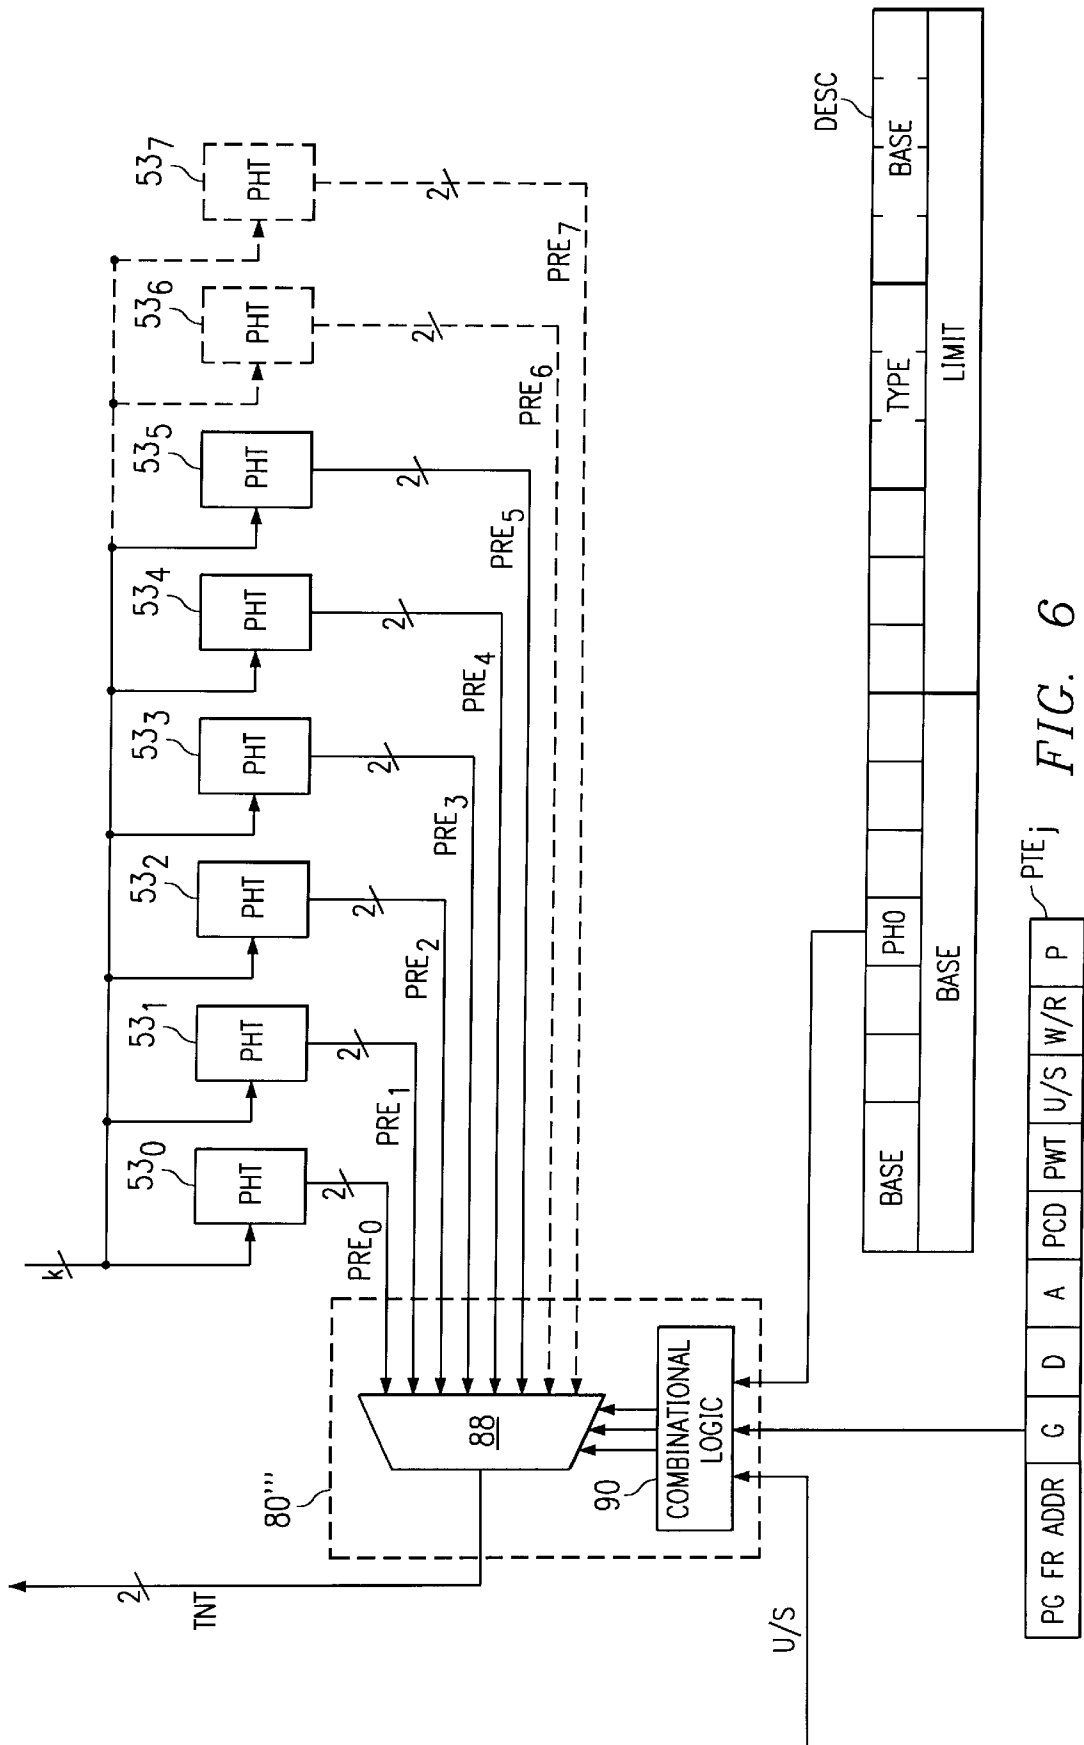 53₀
53₁
53₂
53₃
53₄
53₅
53₆
53₇
k
PHT
PHT
PHT
PHT
PHT
PHT
PHT
PHT
2
2
2
2
2
2
2
2
PRE₀
PRE₁
PRE₂
PRE₃
PRE₄
PRE₅
PRE₆
PRE₇
2
TNT
80'''
88
90
COMBINATIONAL
LOGIC
U/S
DESC
BASE
PHO
TYPE
BASE
BASE
LIMIT
PTEj
PG FR ADDR
G
D
A
PCD
PWT
U/S
W/R
P
FIG. 6